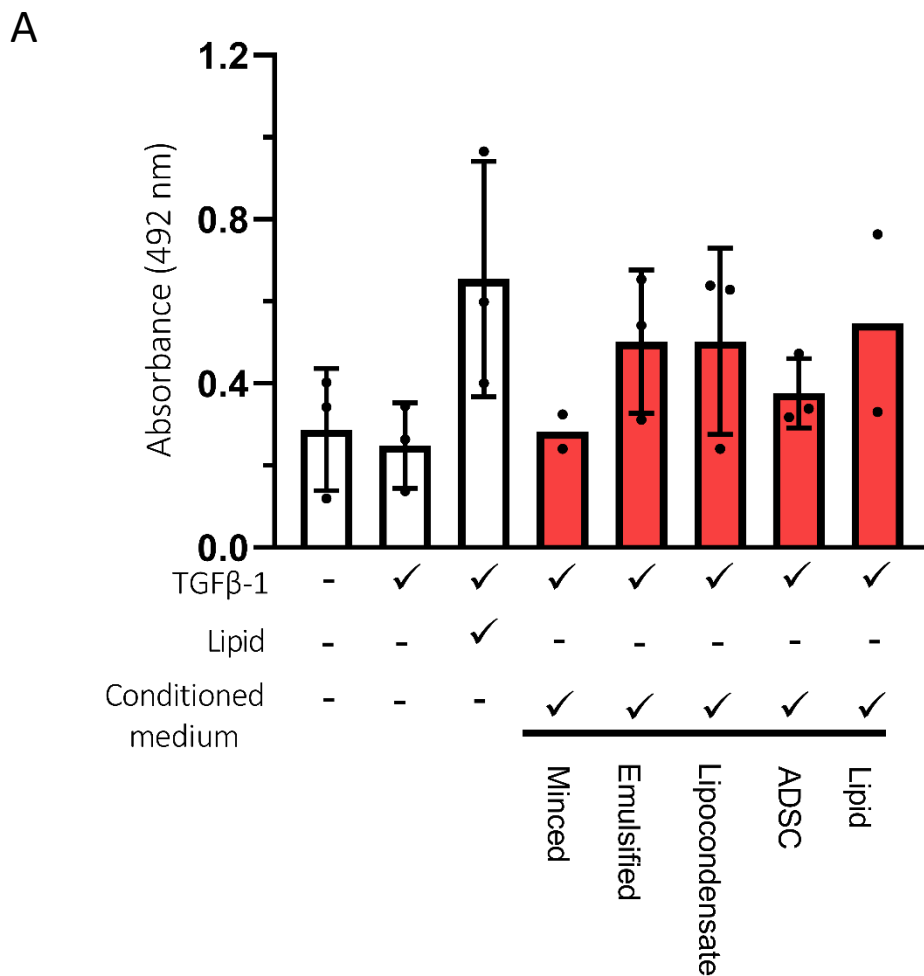 A
Absorbance (492 nm)
1.2
0.8
0.4
0.0
TGFβ-1 - ✓ ✓ ✓ ✓ ✓ ✓ ✓
Lipid - - ✓ - - - - -
Conditioned
medium - - - ✓ ✓ ✓ ✓ ✓
Minced
Emulsified
Lipocondensate
ADSC
Lipid